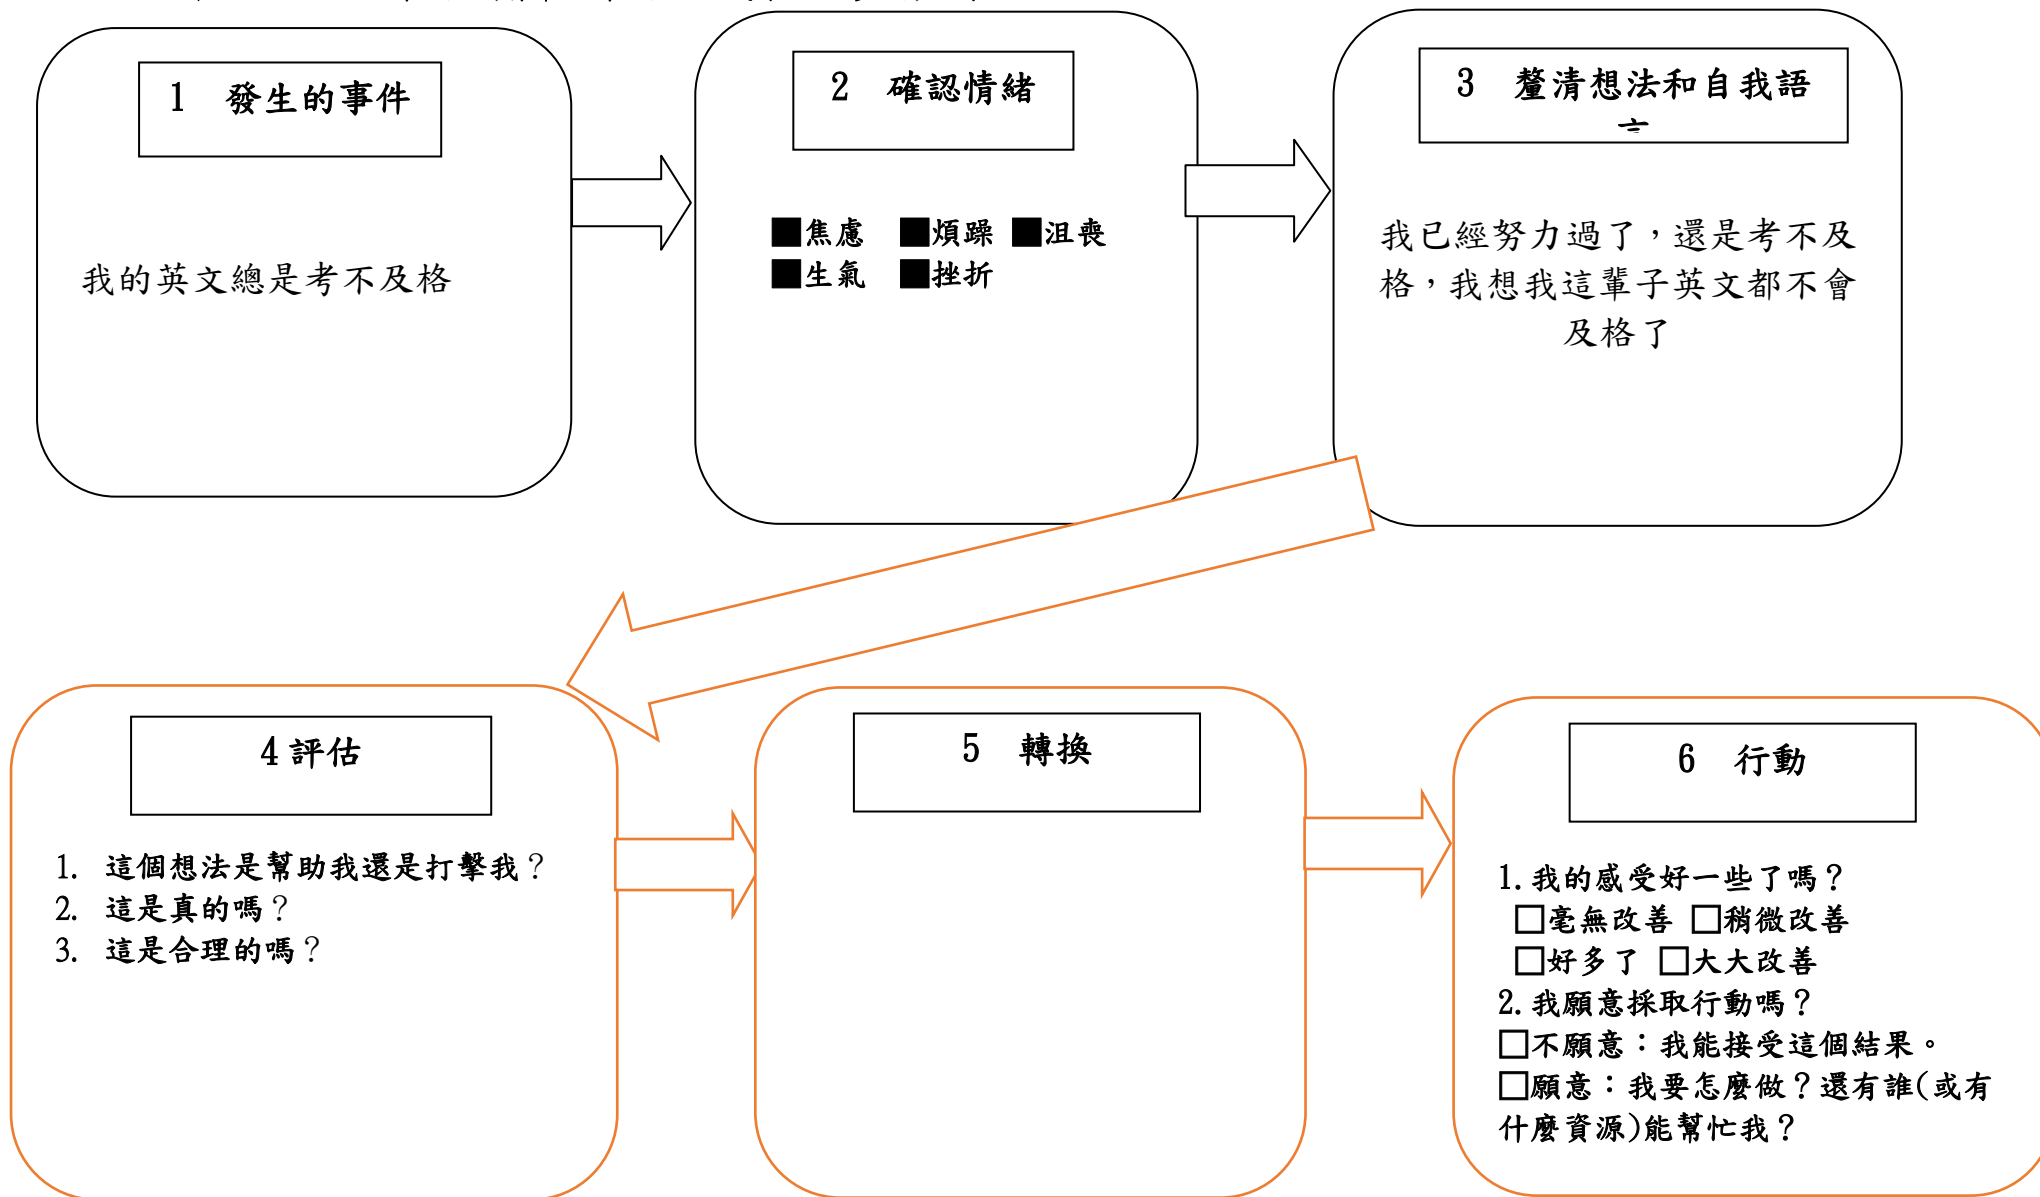 1 發生的事件
我的英文總是考不及格
2 確認情緒
■焦慮 ■煩躁 ■沮喪
■生氣 ■挫折
3 釐清想法和自我語
我已經努力過了，還是考不及
格，我想我這輩子英文都不會
及格了
4 評估
1. 這個想法是幫助我還是打擊我？
2. 這是真的嗎？
3. 這是合理的嗎？
5 轉換
6 行動
1.我的感受好一些了嗎？
□毫無改善 □稍微改善
□好多了 □大大改善
2.我願意採取行動嗎？
□不願意：我能接受這個結果。
□願意：我要怎麼做？還有誰(或有
什麼資源)能幫忙我？